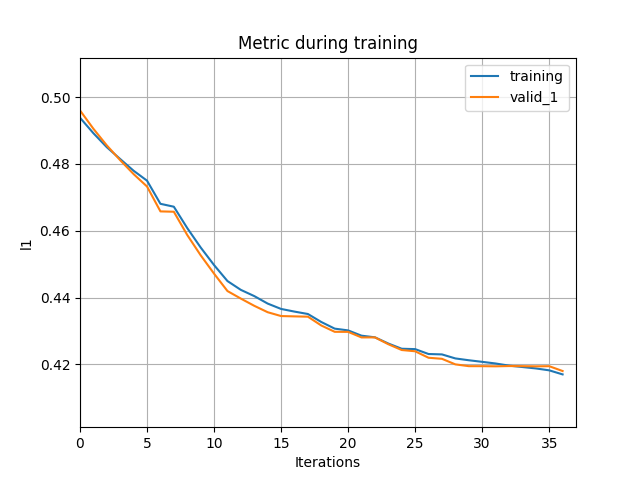 Metric during training
training
valid_1
0.50
0.48
0.46
0.44
0.42
l1
0 5 10 15 20 25 30 35
Iterations